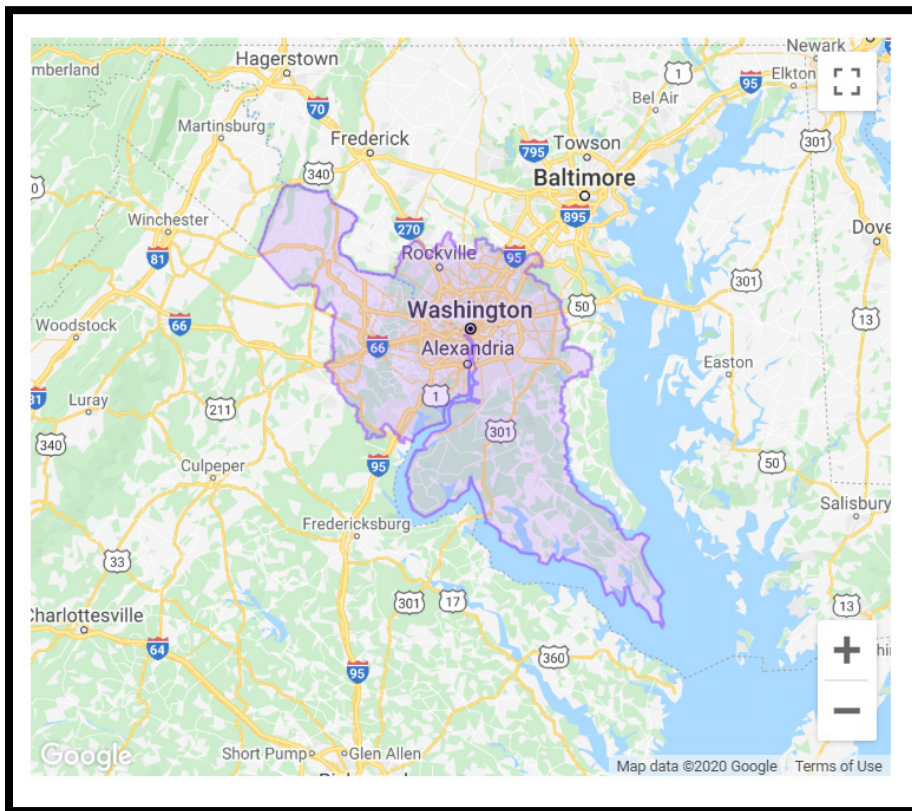 Hagerstown
Newark
mberland
1
95
Elkton
70
Bel Air
Martinsburg
Frederick
795
Towson
301
340
Baltimore
Winchester
270
895
Dove
81
Rockville
95
301
50
Woodstock
66
Washington
13
66
Alexandria
Easton
81
Luray
211
1
340
301
50
Culpeper
95
Salisbury
Fredericksburg
33
301
17
13
Charlottesville
64
360
95
Short Pump
Glen Allen
Google
Map data ©2020 Google
Terms of Use